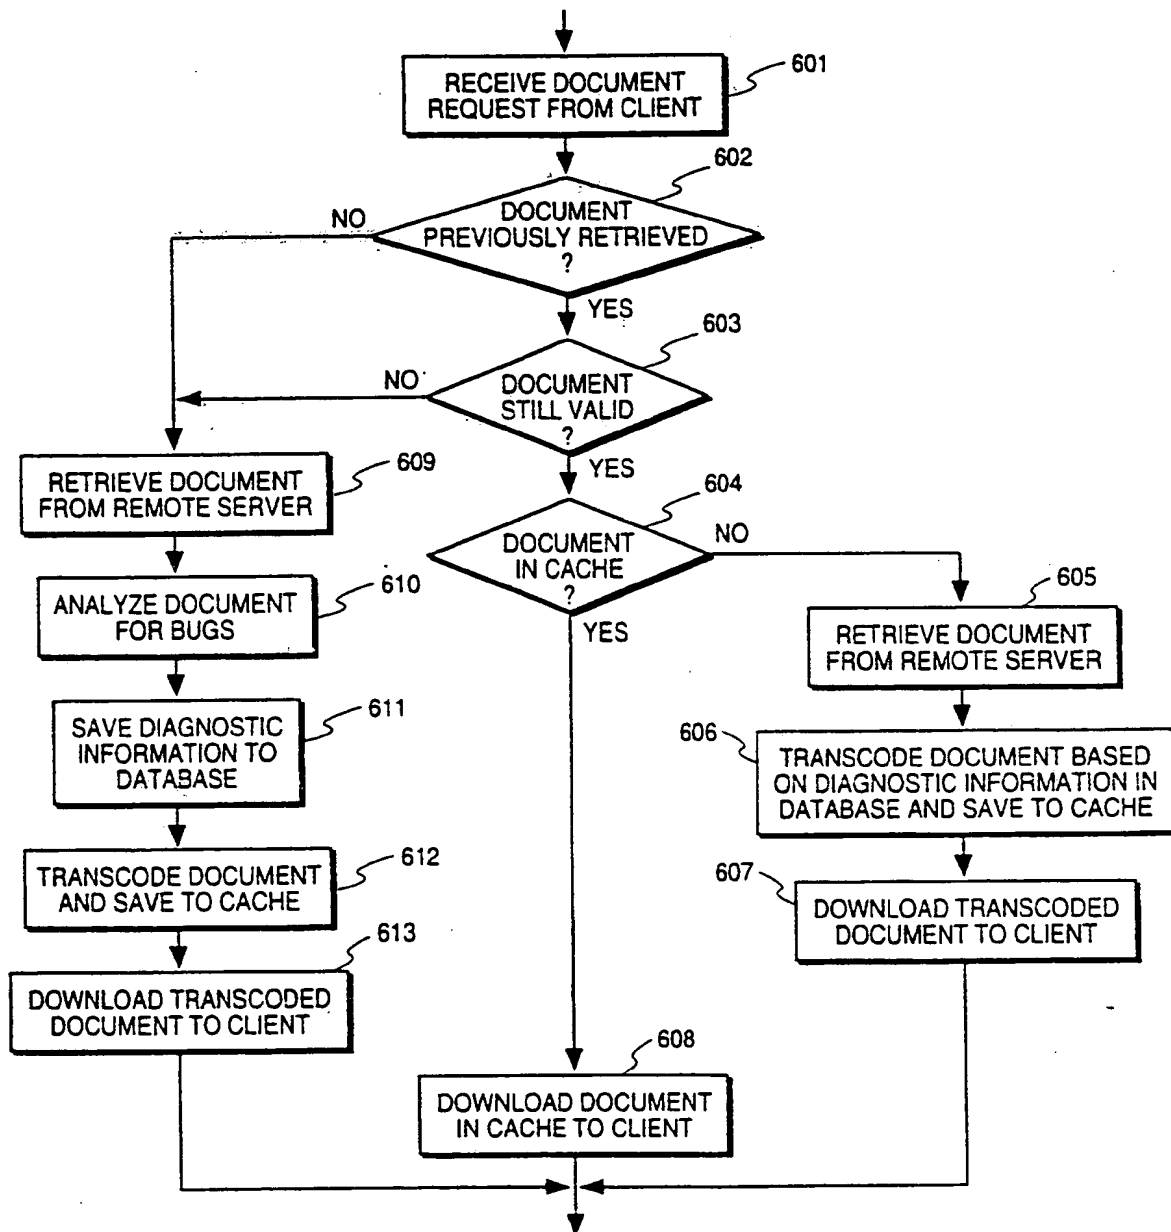 RECEIVE DOCUMENT
REQUEST FROM CLIENT
601
602
DOCUMENT
PREVIOUSLY RETRIEVED
?
NO
YES
603
DOCUMENT
STILL VALID
?
NO
YES
604
DOCUMENT
IN CACHE
?
NO
YES
605
RETRIEVE DOCUMENT
FROM REMOTE SERVER
606
TRANSCODE DOCUMENT BASED
ON DIAGNOSTIC INFORMATION IN
DATABASE AND SAVE TO CACHE
607
DOWNLOAD TRANSCODED
DOCUMENT TO CLIENT
608
DOWNLOAD DOCUMENT
IN CACHE TO CLIENT
609
RETRIEVE DOCUMENT
FROM REMOTE SERVER
610
ANALYZE DOCUMENT
FOR BUGS
611
SAVE DIAGNOSTIC
INFORMATION TO
DATABASE
612
TRANSCODE DOCUMENT
AND SAVE TO CACHE
613
DOWNLOAD TRANSCODED
DOCUMENT TO CLIENT